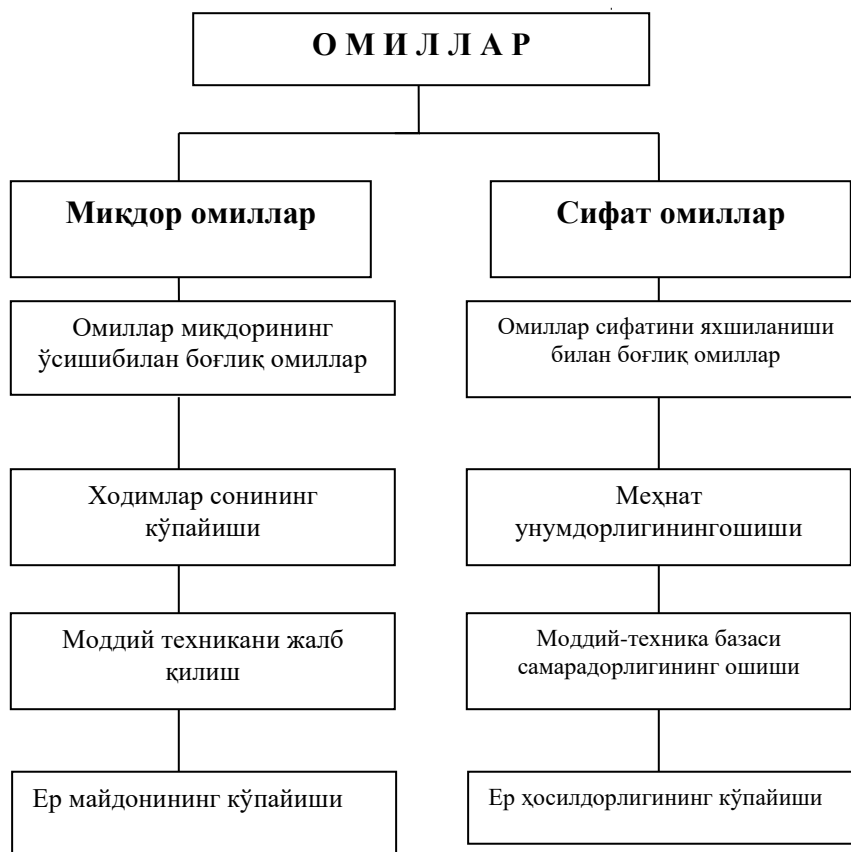 О М И Л Л А Р
Миқдор омиллар
Омиллар миқдорининг
ўсишибилан боғлиқ омиллар
Ходимлар сонининг
кўпайиши
Моддий техникани жалб
қилиш
Ер майдонининг кўпайиши
Сифат омиллар
Омиллар сифатини яхшиланиши
билан боғлиқ омиллар
Меҳнат
унумдорлигинингошиши
Моддий-техника базаси
самарадорлигининг ошиши
Ер ҳосилдорлигининг кўпайиши